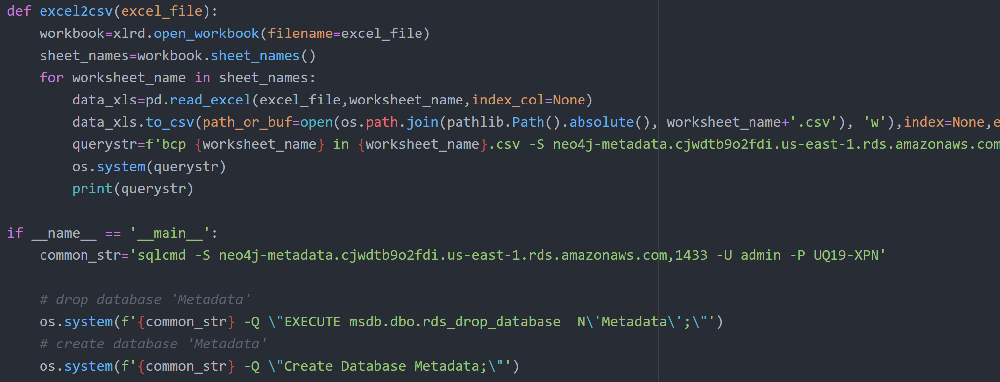 def excel2csv(excel_file):
    workbook=xlrd.open_workbook(filename=excel_file)
    sheet_names=workbook.sheet_names()
    for worksheet_name in sheet_names:
        data_xls=pd.read_excel(excel_file,worksheet_name,index_col=None)
        data_xls.to_csv(path_or_buf=open(os.path.join(pathlib.Path().absolute(), worksheet_name+'.csv'), 'w'),index=None,e
        querystr=f'bcp {worksheet_name} in {worksheet_name}.csv -S neo4j-metadata.cjwdtb9o2fdi.us-east-1.rds.amazonaws.com
        os.system(querystr)
        print(querystr)
if __name__ == '__main__':
    common_str='sqlcmd -S neo4j-metadata.cjwdtb9o2fdi.us-east-1.rds.amazonaws.com,1433 -U admin -P UQ19-XPN'
    # drop database 'Metadata'
    os.system(f'{common_str} -Q \"EXECUTE msdb.dbo.rds_drop_database  N\'Metadata\';\"')
    # create database 'Metadata'
    os.system(f'{common_str} -Q \"Create Database Metadata;\"')